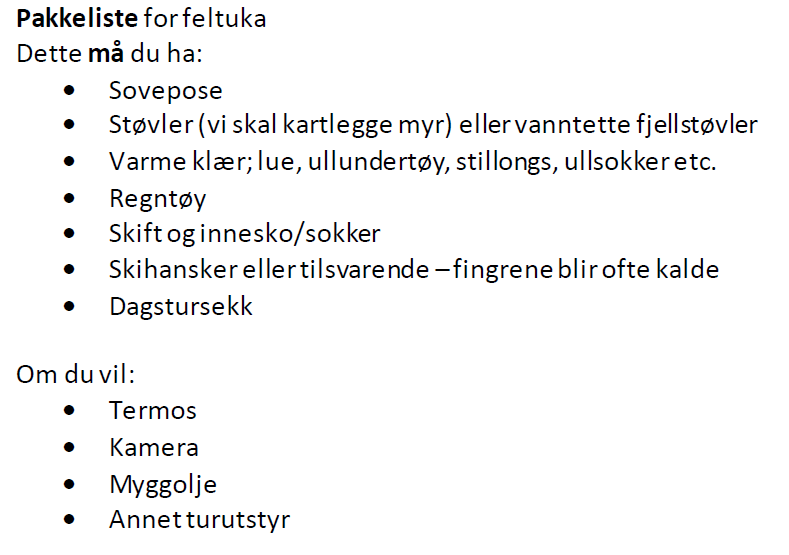 Pakkeliste for feltuka
Dette må du ha:
• Sovepose
• Støvler (vi skal kartlegge myr) eller vanntette fjellstøvler
• Varme klær; lue, ullundertøy, stillongs, ullsokker etc.
• Regntøy
• Skift og innesko/sokker
• Skihansker eller tilsvarende – fingrene blir ofte kalde
• Dagstursekk
Om du vil:
• Termos
• Kamera
• Myggolje
• Annet turutstyr